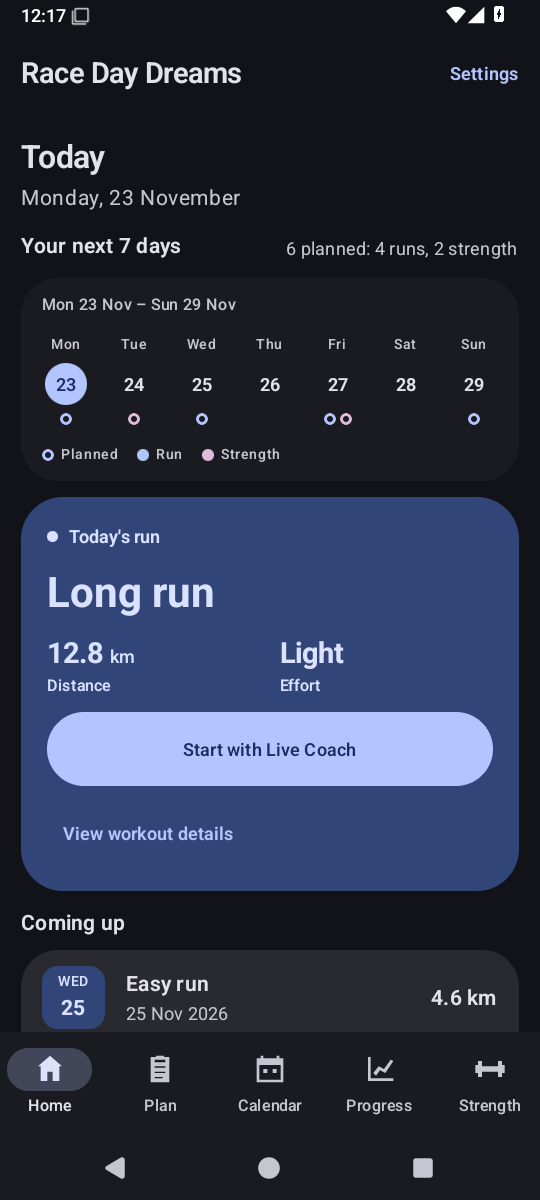 12:17
Race Day Dreams
Settings
Today
Monday, 23 November
Your next 7 days
6 planned: 4 runs, 2 strength
Mon 23 Nov – Sun 29 Nov
Mon Tue Wed Thu Fri Sat Sun
23 24 25 26 27 28 29
Planned Run Strength
Today's run
Long run
12.8 km Light
Distance Effort
Start with Live Coach
View workout details
Coming up
WED
25
Easy run
25 Nov 2026
4.6 km
Home Plan Calendar Progress Strength